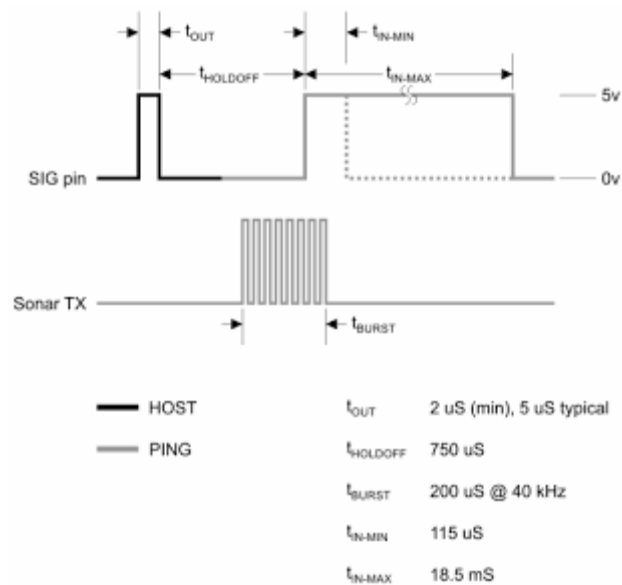 tOUT
tIN-MIN
tHOLDOFF
tIN-MAX
5v
SIG pin
0v
Sonar TX
tBURST
HOST
PING
tOUT 2 uS (min), 5 uS typical
tHOLDOFF 750 uS
tBURST 200 uS @ 40 kHz
tIN-MIN 115 uS
tIN-MAX 18.5 mS